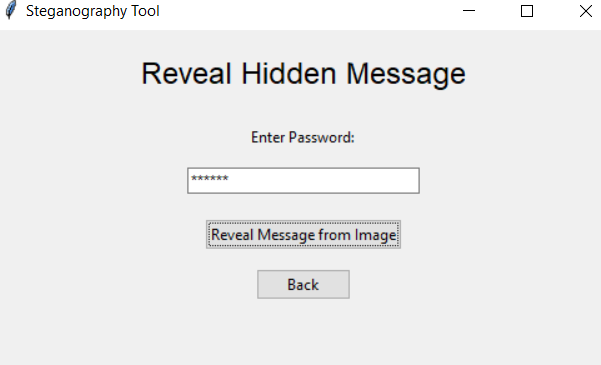 Steganography Tool
Reveal Hidden Message
Enter Password:
******
Reveal Message from Image
Back